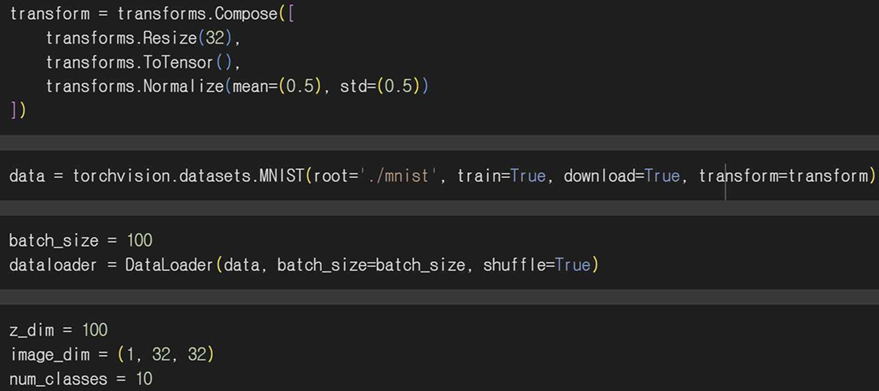 transform = transforms.Compose([
    transforms.Resize(32),
    transforms.ToTensor(),
    transforms.Normalize(mean=(0.5), std=(0.5))
])
data = torchvision.datasets.MNIST(root='./mnist', train=True, download=True, transform=transform)
batch_size = 100
dataloader = DataLoader(data, batch_size=batch_size, shuffle=True)
z_dim = 100
image_dim = (1, 32, 32)
num_classes = 10